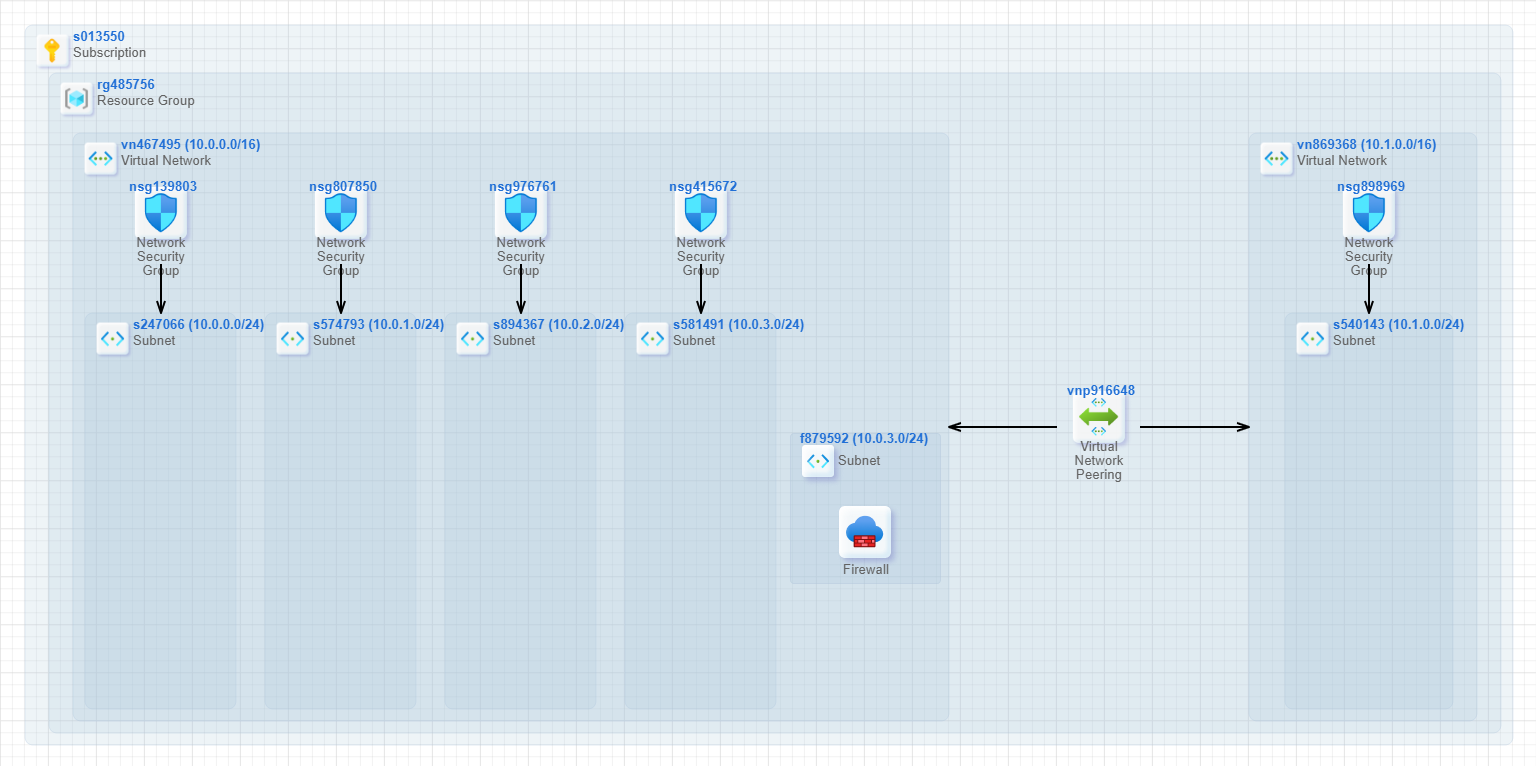 s013550
Subscription
rg485756
Resource Group
vn467495 (10.0.0.0/16)
Virtual Network
nsg139803
Network
Security
Group
nsg807850
Network
Security
Group
nsg976761
Network
Security
Group
nsg415672
Network
Security
Group
s247066 (10.0.0.0/24)
Subnet
s574793 (10.0.1.0/24)
Subnet
s894367 (10.0.2.0/24)
Subnet
s581491 (10.0.3.0/24)
Subnet
f879592 (10.0.3.0/24)
Subnet
Firewall
vnp916648
Virtual
Network
Peering
vn869368 (10.1.0.0/16)
Virtual Network
nsg898969
Network
Security
Group
s540143 (10.1.0.0/24)
Subnet